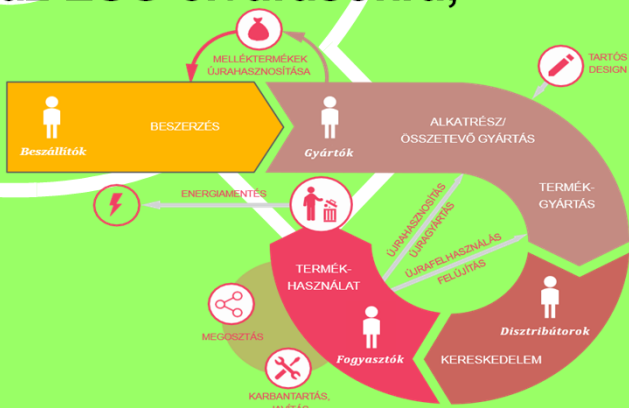 MELLÉKTERMÉKEK
ÚJRAHASZNOSÍTÁSA
TARTÓS
DESIGN
BESZERZÉS
Beszállítók
Gyártók
ALKATRÉSZ/
ÖSSZETEVŐ GYÁRTÁS
TERMÉK-
GYÁRTÁS
ENERGIAMENTÉS
ÚJRAHASZNOSÍTÁS
ÚJRAGYÁRTÁS
ÚJRAFELHASZNÁLÁS
FELÚJÍTÁS
TERMÉK-
HASZNÁLAT
MEGOSZTÁS
Fogyasztók
Disztribútorok
KERESKEDELEM
KARBANTARTÁS,